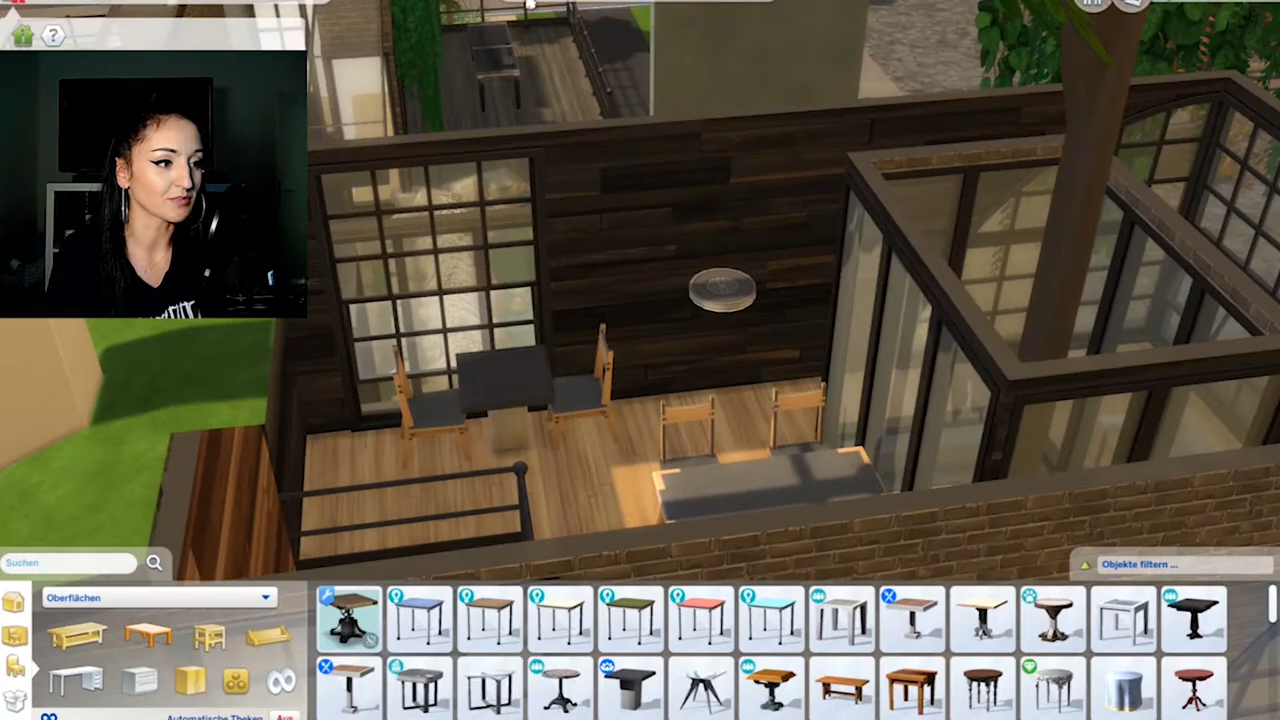 ?
Suchen
Objekte filtern ...
Oberflächen
Automatische Theken Aus